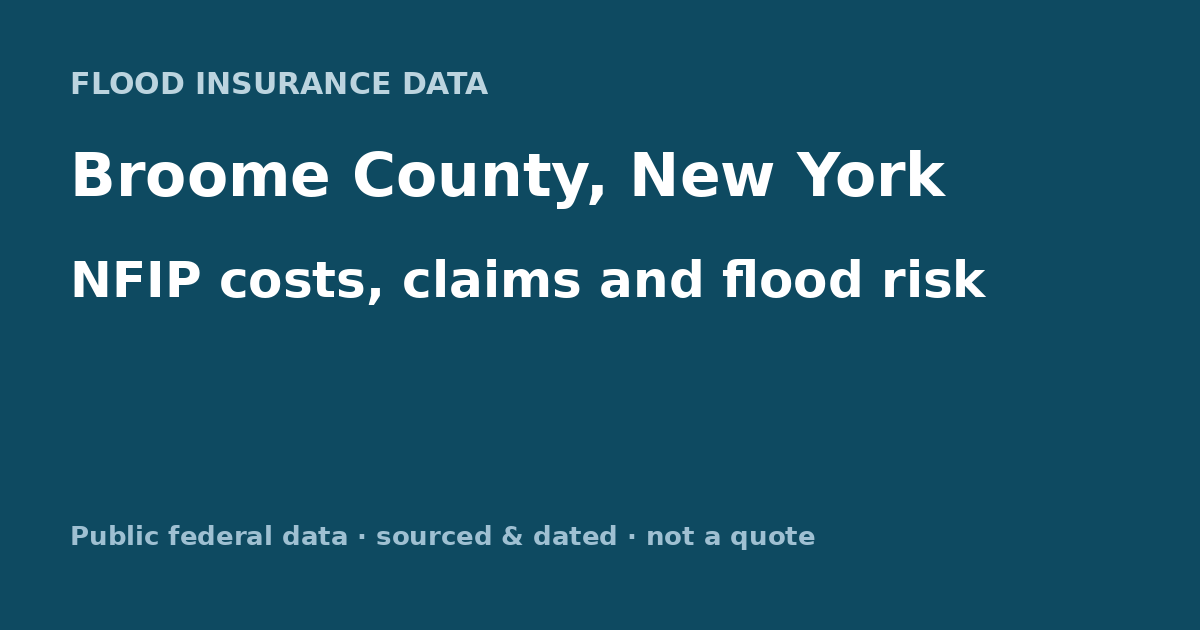 FLOOD INSURANCE DATA
Broome County, New York
NFIP costs, claims and flood risk
Public federal data · sourced & dated · not a quote